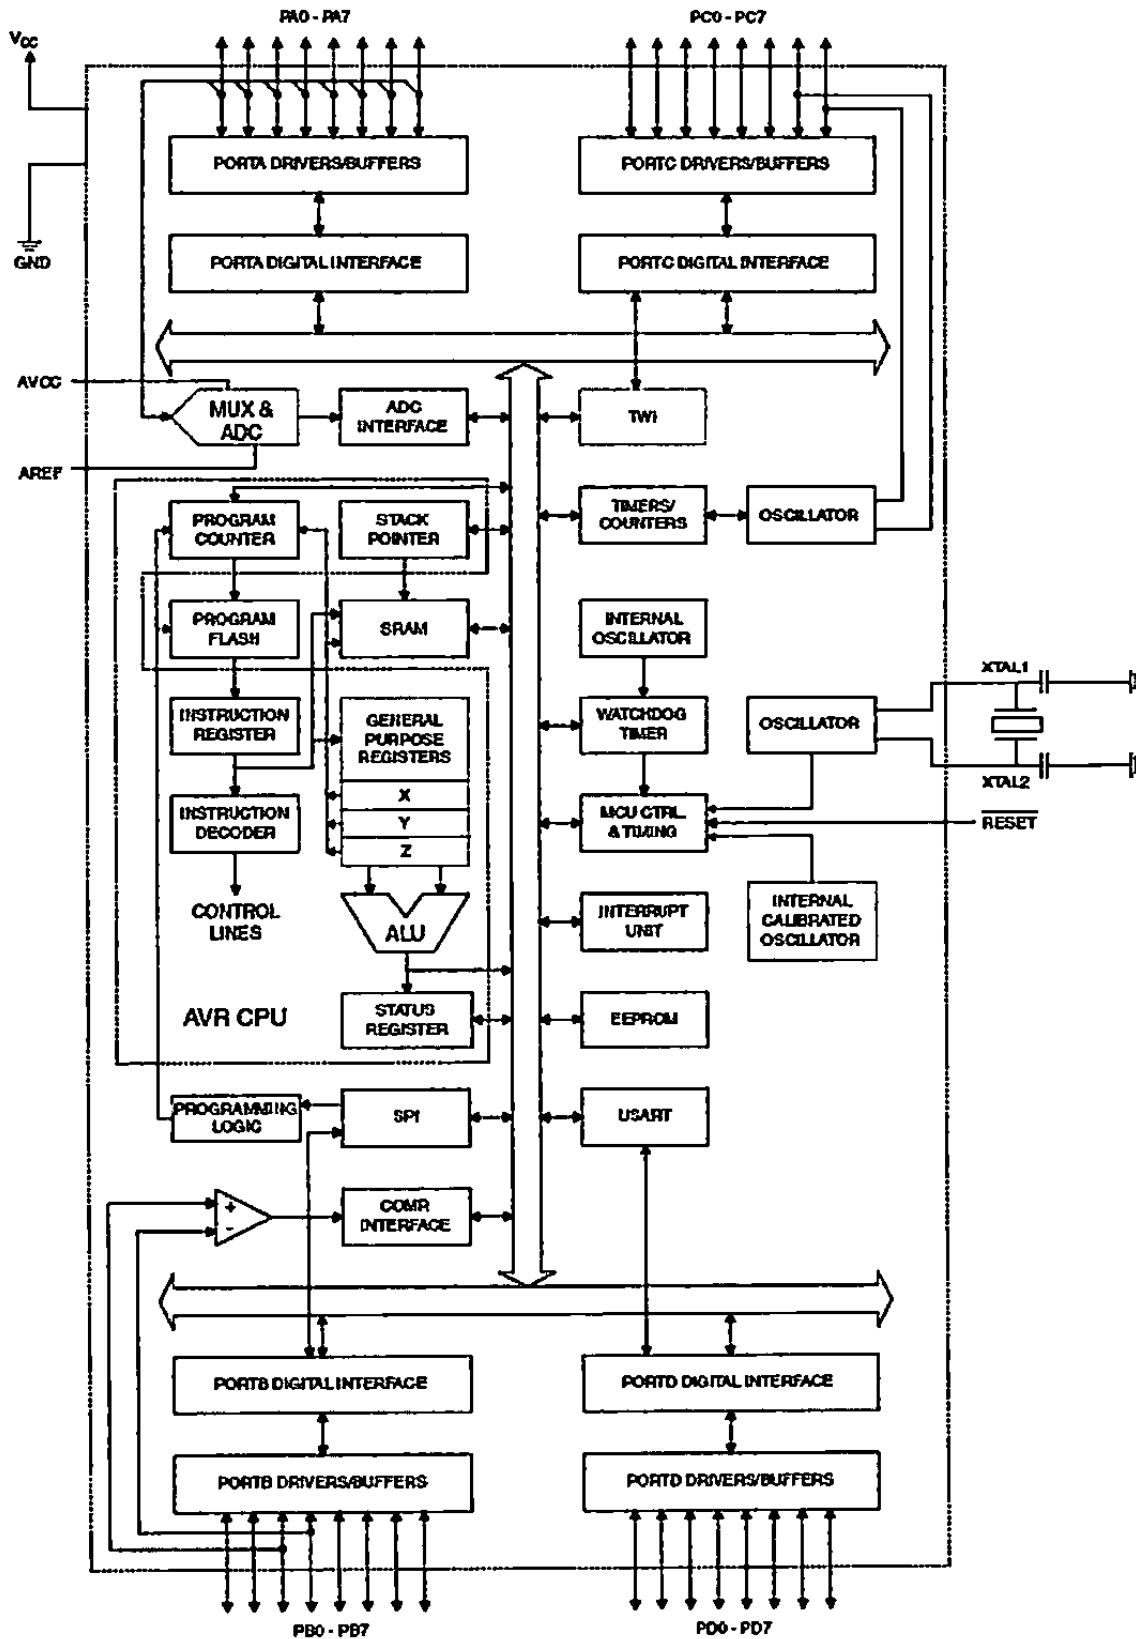 PA0 - PA7
PC0 - PC7
VCC
PORTA DRIVERS/BUFFERS
PORTC DRIVERS/BUFFERS
GND
PORTA DIGITAL INTERFACE
PORTC DIGITAL INTERFACE
AVCC
MUX &
ADC
ADC
INTERFACE
TWI
AREF
PROGRAM
COUNTER
STACK
POINTER
TIMERS/
COUNTERS
OSCILLATOR
PROGRAM
FLASH
SRAM
INTERNAL
OSCILLATOR
XTAL1
INSTRUCTION
REGISTER
GENERAL
PURPOSE
REGISTERS
WATCHDOG
TIMER
OSCILLATOR
X
XTAL2
INSTRUCTION
DECODER
Y
MCU CTRL.
& TIMING
RESET
Z
CONTROL
LINES
ALU
INTERRUPT
UNIT
INTERNAL
CALIBRATED
OSCILLATOR
AVR CPU
STATUS
REGISTER
EEPROM
PROGRAMMING
LOGIC
SPI
USART
+
-
COMP.
INTERFACE
PORTB DIGITAL INTERFACE
PORTD DIGITAL INTERFACE
PORTB DRIVERS/BUFFERS
PORTD DRIVERS/BUFFERS
PB0 - PB7
PD0 - PD7